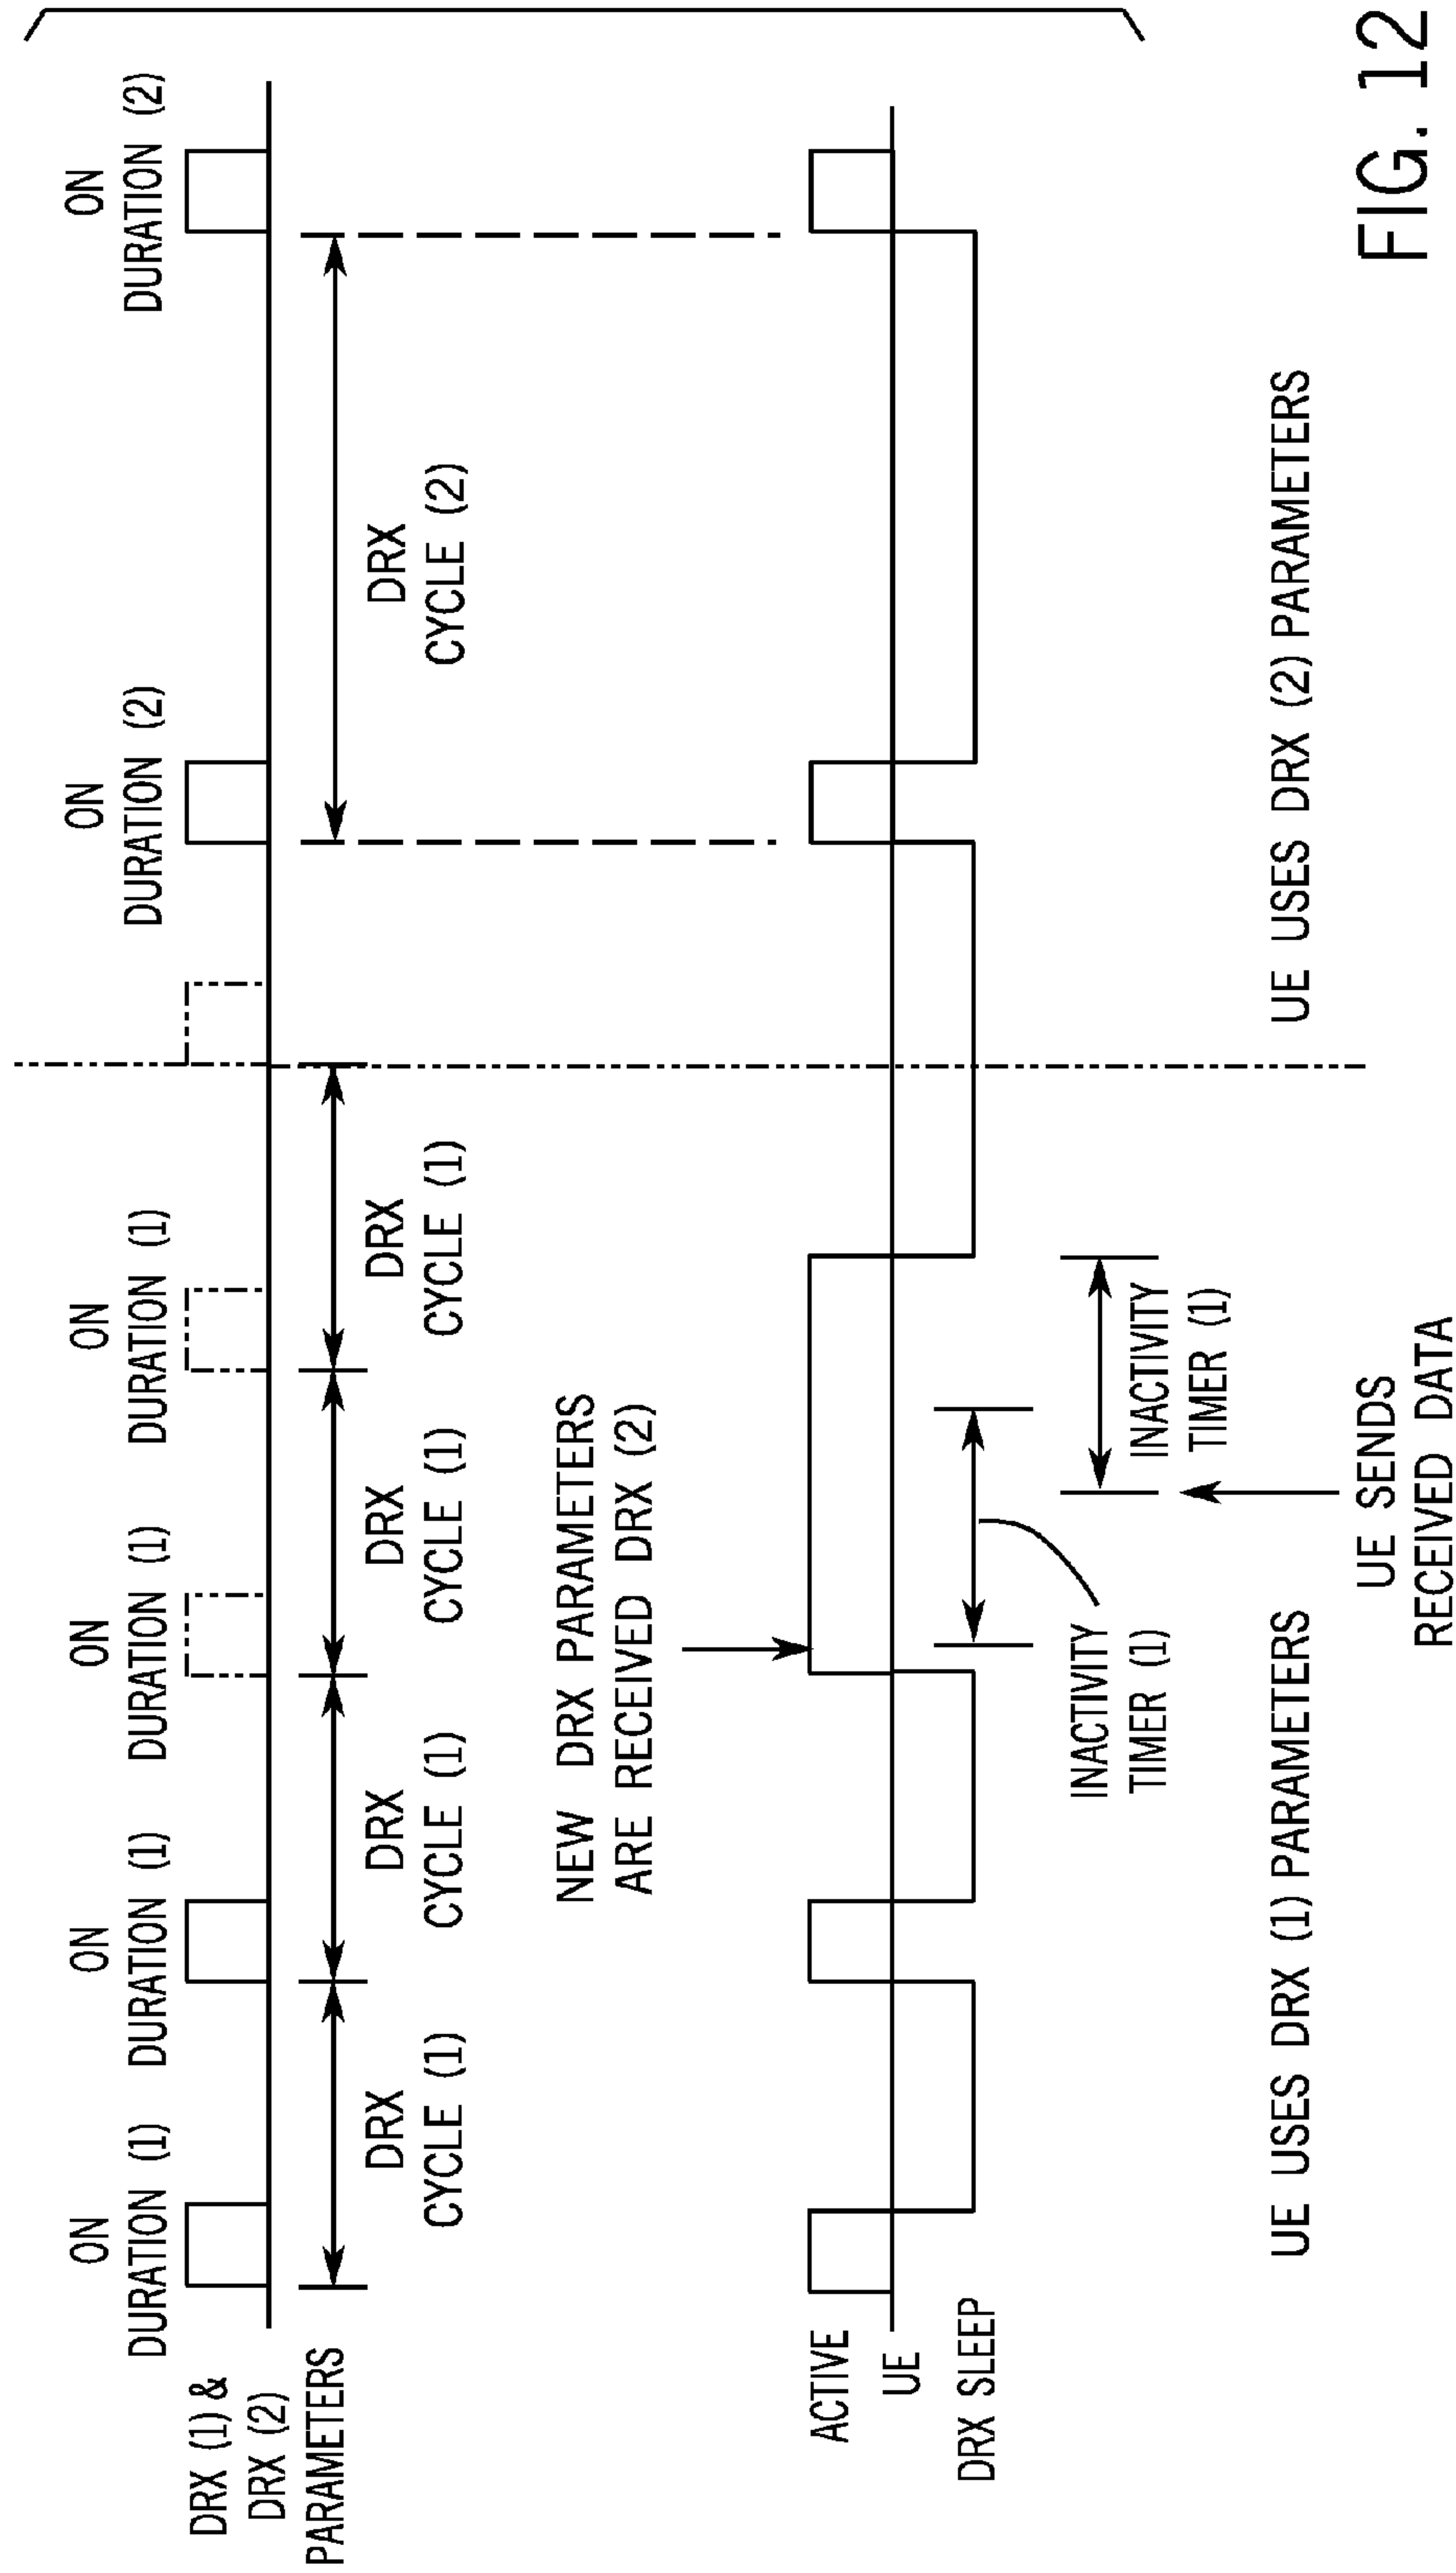 ON
DURATION (1)
ON
DURATION (1)
ON
DURATION (1)
ON
DURATION (1)
ON
DURATION (2)
ON
DURATION (2)
DRX (1) &
DRX (2)
PARAMETERS
DRX
CYCLE (1)
DRX
CYCLE (1)
DRX
CYCLE (1)
DRX
CYCLE (1)
DRX
CYCLE (2)
NEW DRX PARAMETERS
ARE RECEIVED DRX (2)
ACTIVE
UE
DRX SLEEP
INACTIVITY
TIMER (1)
INACTIVITY
TIMER (1)
UE USES DRX (1) PARAMETERS
UE USES DRX (2) PARAMETERS
UE SENDS
RECEIVED DATA
FIG. 12